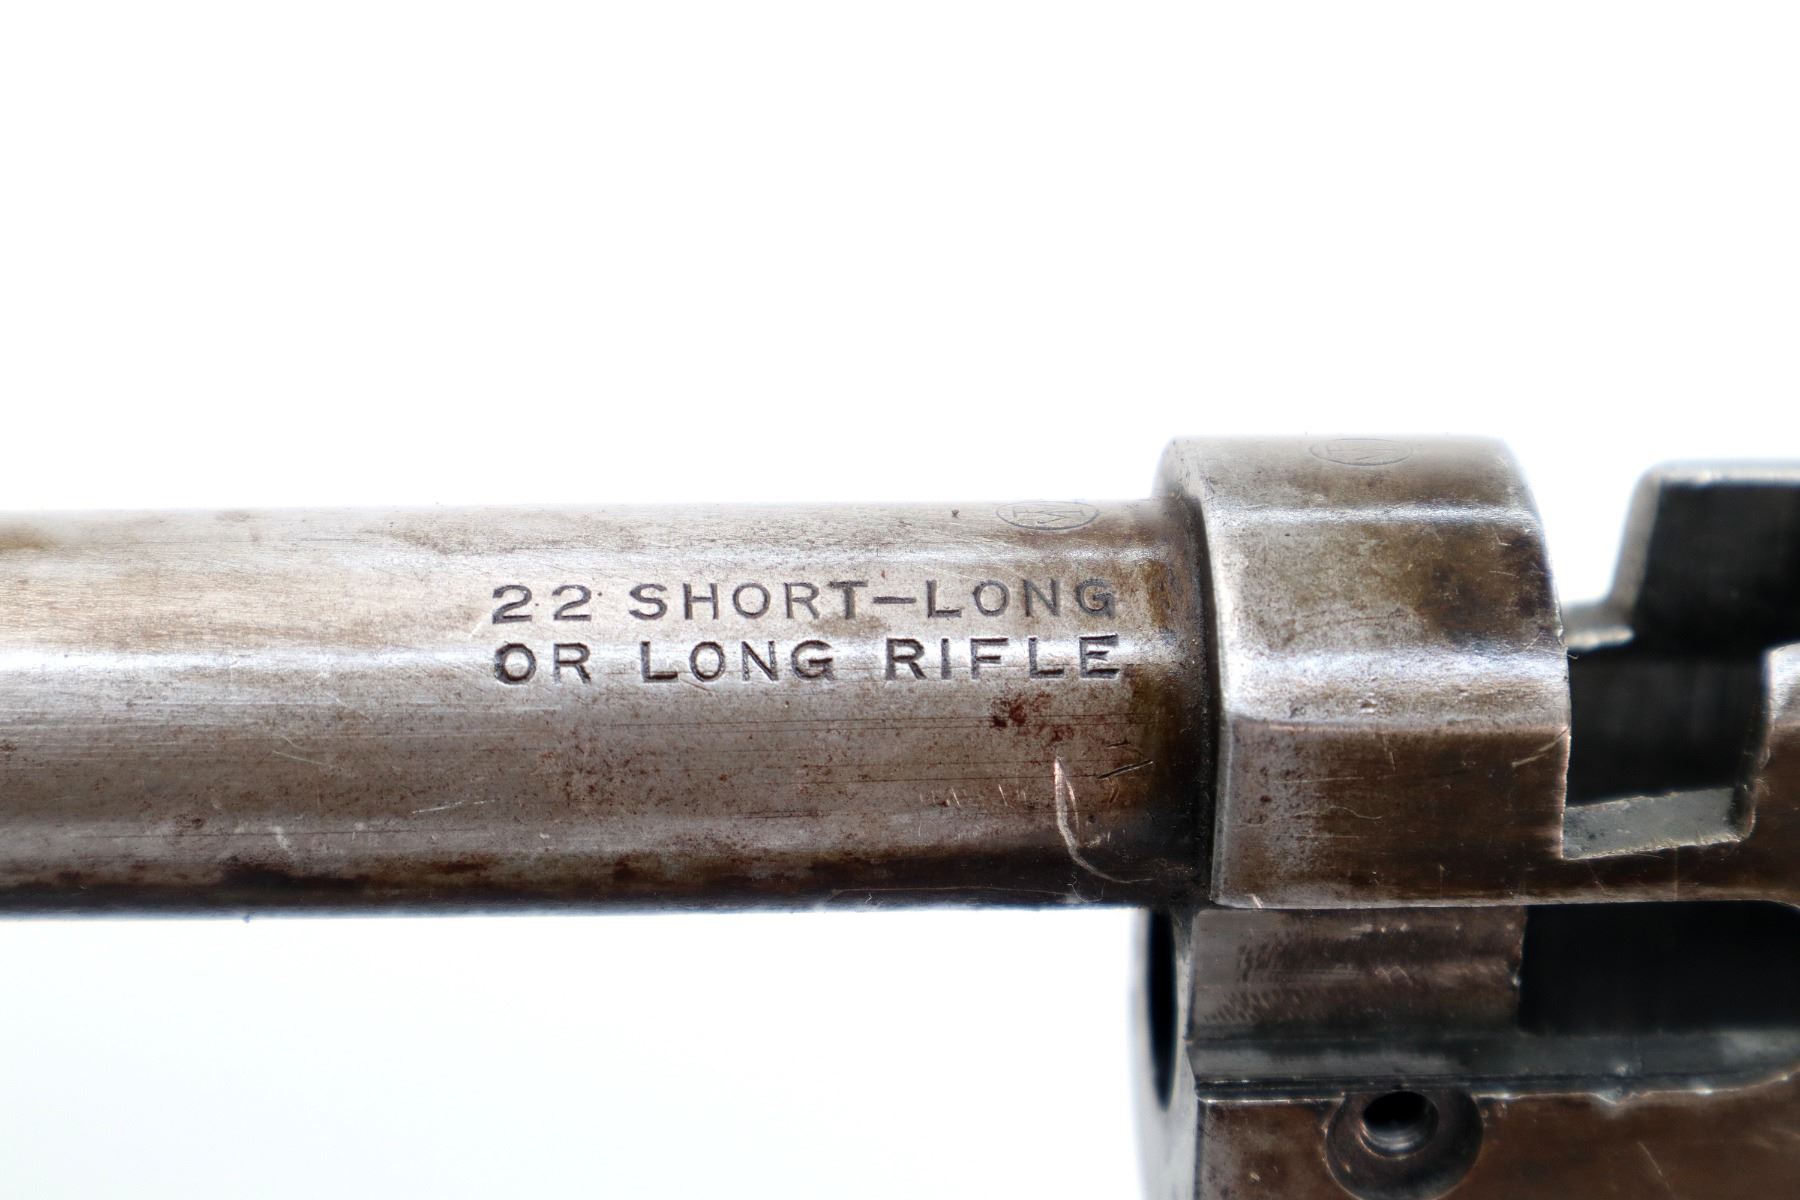 22 SHORT-LONG
OR LONG RIFLE